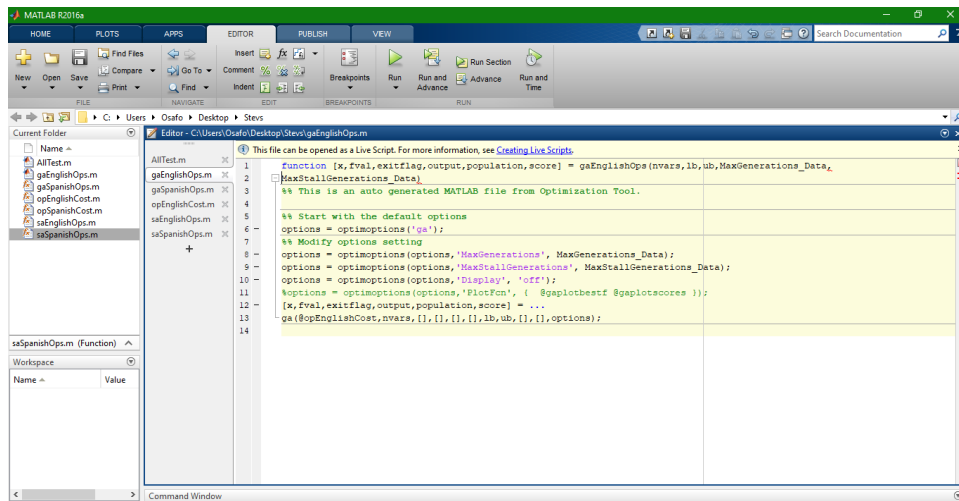 MATLAB R2016a
HOME PLOTS APPS EDITOR PUBLISH VIEW Search Documentation
New Open Save Find Files Compare Print
Go To Find
Insert fx
Comment %
Indent
Breakpoints Run Run and Advance Run Section Advance Run and Time
FILE NAVIGATE EDIT BREAKPOINTS RUN
C: Users Osafo Desktop Stevs
Current Folder
Name
AllTest.m
gaEnglishOps.m
gaSpanishOps.m
opEnglishCost.m
opSpanishCost.m
saEnglishOps.m
saSpanishOps.m
saSpanishOps.m (Function)
Workspace
Name Value
Editor - C:\Users\Osafo\Desktop\Stevs\gaEnglishOps.m
This file can be opened as a Live Script. For more information, see Creating Live Scripts.
AllTest.m
gaEnglishOps.m
gaSpanishOps.m
opEnglishCost.m
saEnglishOps.m
saSpanishOps.m
+
1 function [x,fval,exitflag,output,population,score] = gaEnglishOps(nvars,lb,ub,MaxGenerations_Data,
2 MaxStallGenerations_Data)
3 %% This is an auto generated MATLAB file from Optimization Tool.
4
5 %% Start with the default options
6 options = optimoptions('ga');
7 %% Modify options setting
8 options = optimoptions(options,'MaxGenerations', MaxGenerations_Data);
9 options = optimoptions(options,'MaxStallGenerations', MaxStallGenerations_Data);
10 options = optimoptions(options,'Display', 'off');
11 %options = optimoptions(options,'PlotFcn', { @gaplotbestf @gaplotscores });
12 [x,fval,exitflag,output,population,score] = ...
13 ga(@opEnglishCost,nvars,[],[],[],[],lb,ub,[],[],options);
14
Command Window